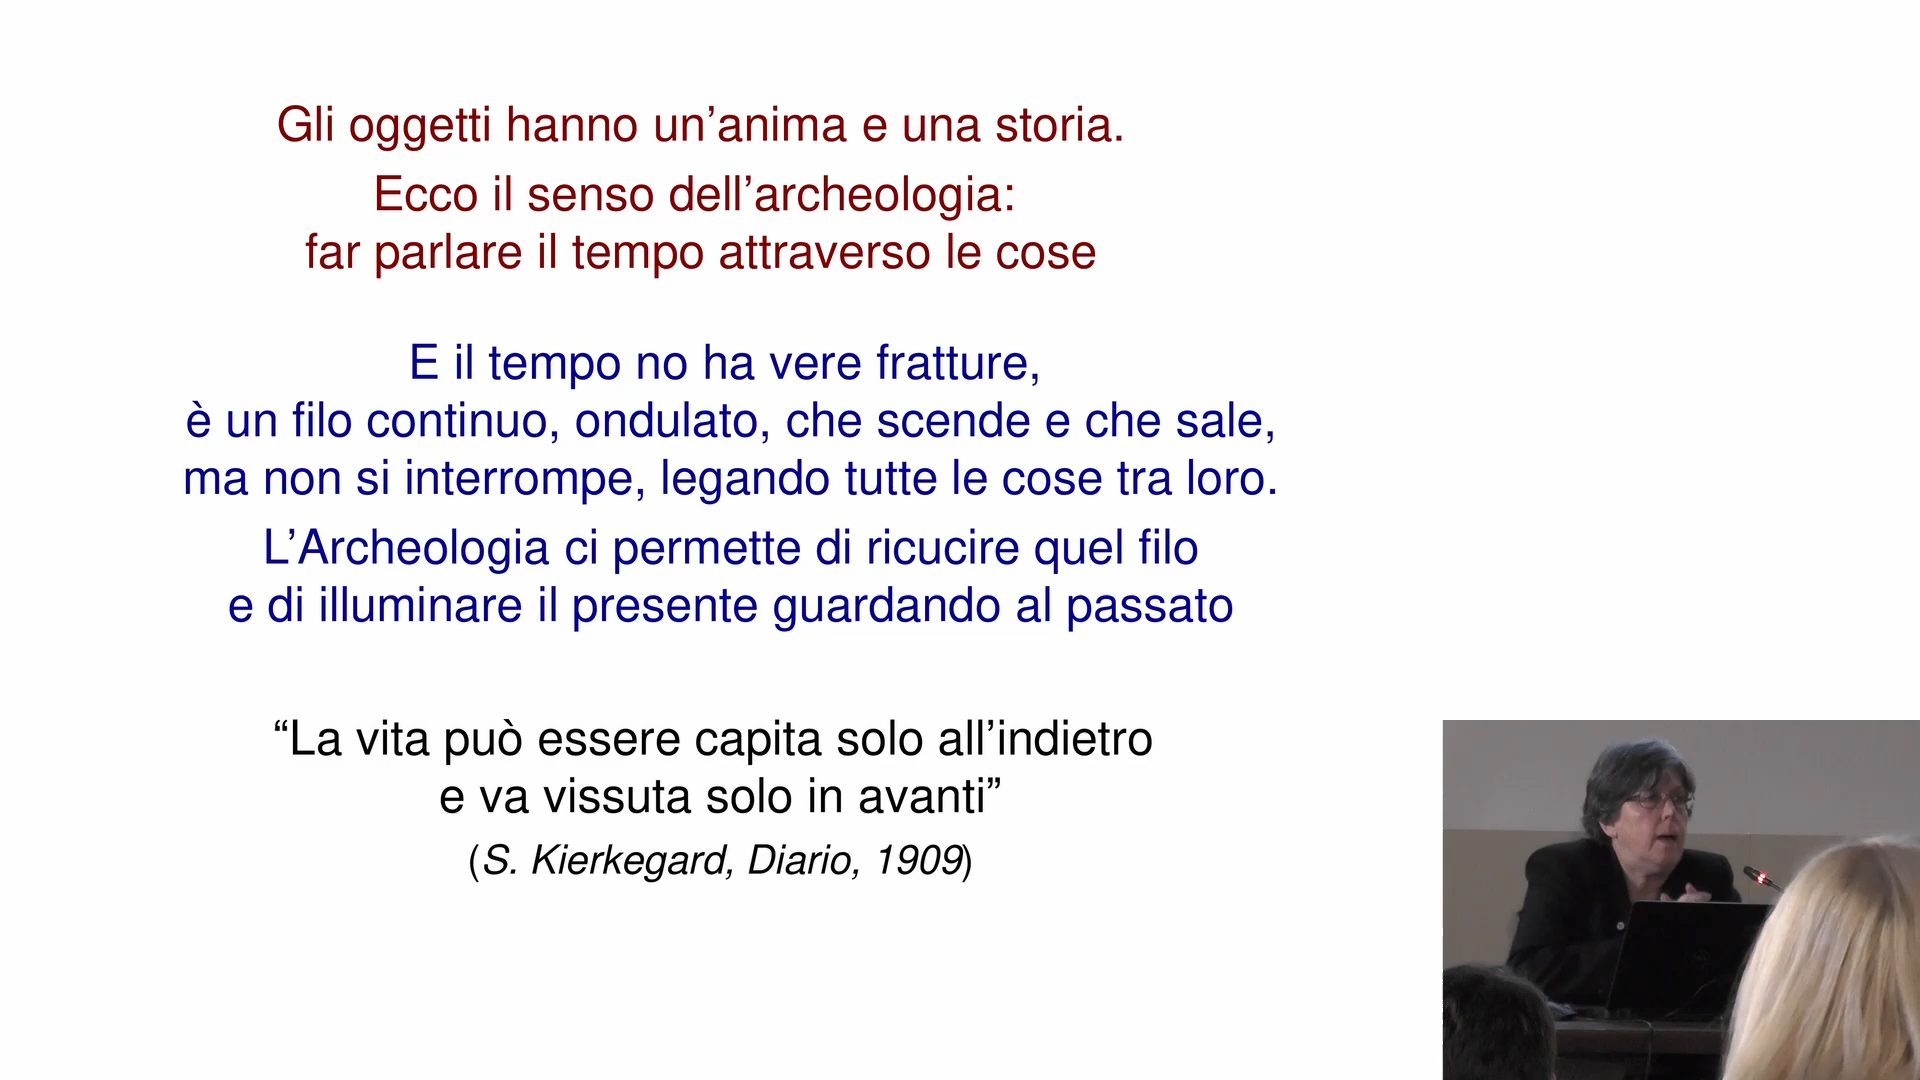 Gli oggetti hanno un’anima e una storia.
Ecco il senso dell’archeologia:
far parlare il tempo attraverso le cose
E il tempo no ha vere fratture,
è un filo continuo, ondulato, che scende e che sale,
ma non si interrompe, legando tutte le cose tra loro.
L’Archeologia ci permette di ricucire quel filo
e di illuminare il presente guardando al passato
“La vita può essere capita solo all’indietro
e va vissuta solo in avanti”
(S. Kierkegard, Diario, 1909)